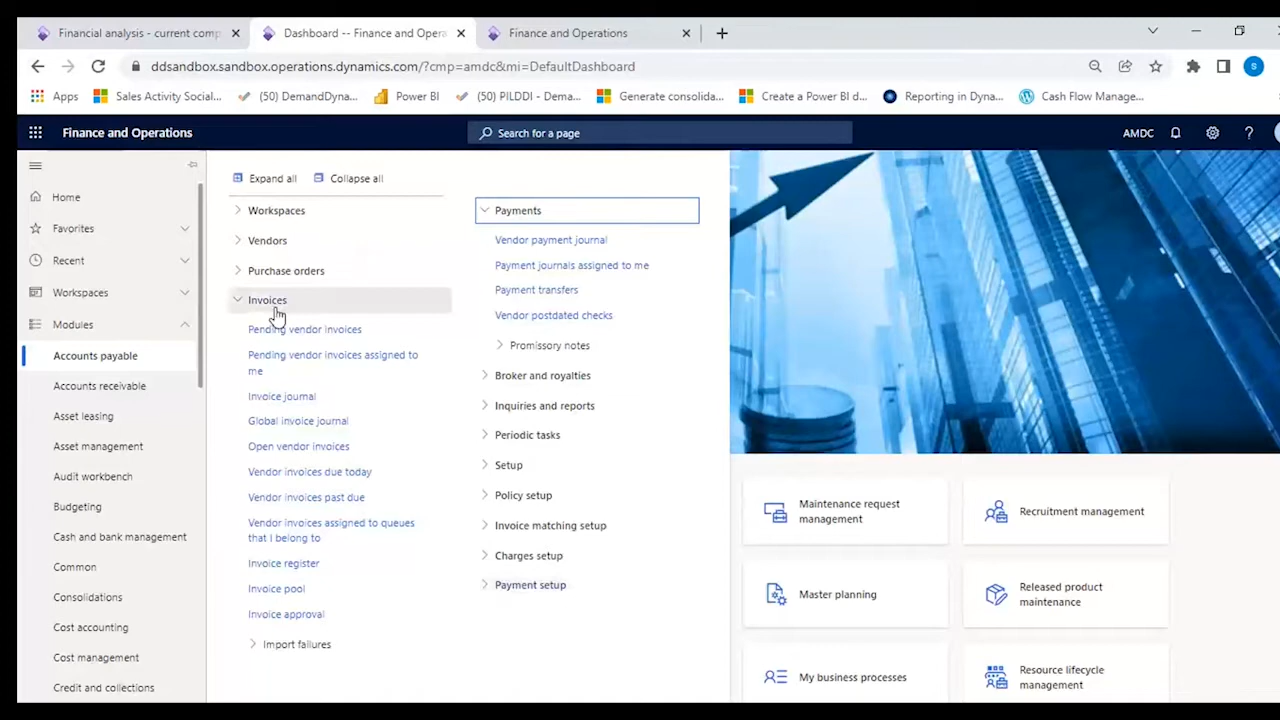 Financial analysis - current comp
Dashboard -- Finance and Opera
Finance and Operations
ddsandbox.sandbox.operations.dynamics.com/?cmp=amdc&mi=DefaultDashboard
S
Apps
Sales Activity Social...
(50) DemandDyna...
Power BI
(50) PILDDI - Dema...
Generate consolida...
Create a Power BI d...
Reporting in Dyna...
Cash Flow Manage...
Finance and Operations
Search for a page
AMDC
?
Home
Favorites
Recent
Workspaces
Modules
Accounts payable
Accounts receivable
Asset leasing
Asset management
Audit workbench
Budgeting
Cash and bank management
Common
Consolidations
Cost accounting
Cost management
Credit and collections
Expand all
Collapse all
Workspaces
Vendors
Purchase orders
Invoices
Pending vendor invoices
Pending vendor invoices assigned to
me
Invoice journal
Global invoice journal
Open vendor invoices
Vendor invoices due today
Vendor invoices past due
Vendor invoices assigned to queues
that I belong to
Invoice register
Invoice pool
Invoice approval
Import failures
Payments
Vendor payment journal
Payment journals assigned to me
Payment transfers
Vendor postdated checks
Promissory notes
Broker and royalties
Inquiries and reports
Periodic tasks
Setup
Policy setup
Invoice matching setup
Charges setup
Payment setup
Maintenance request
management
Recruitment management
Master planning
Released product
maintenance
My business processes
Resource lifecycle
management